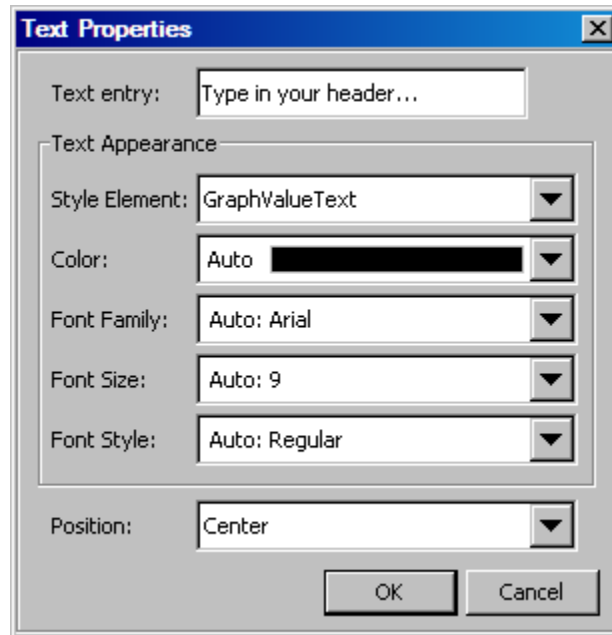 Text Properties
Text entry: Type in your header...
Text Appearance
Style Element: GraphValueText
Color: Auto
Font Family: Auto: Arial
Font Size: Auto: 9
Font Style: Auto: Regular
Position: Center
OK Cancel